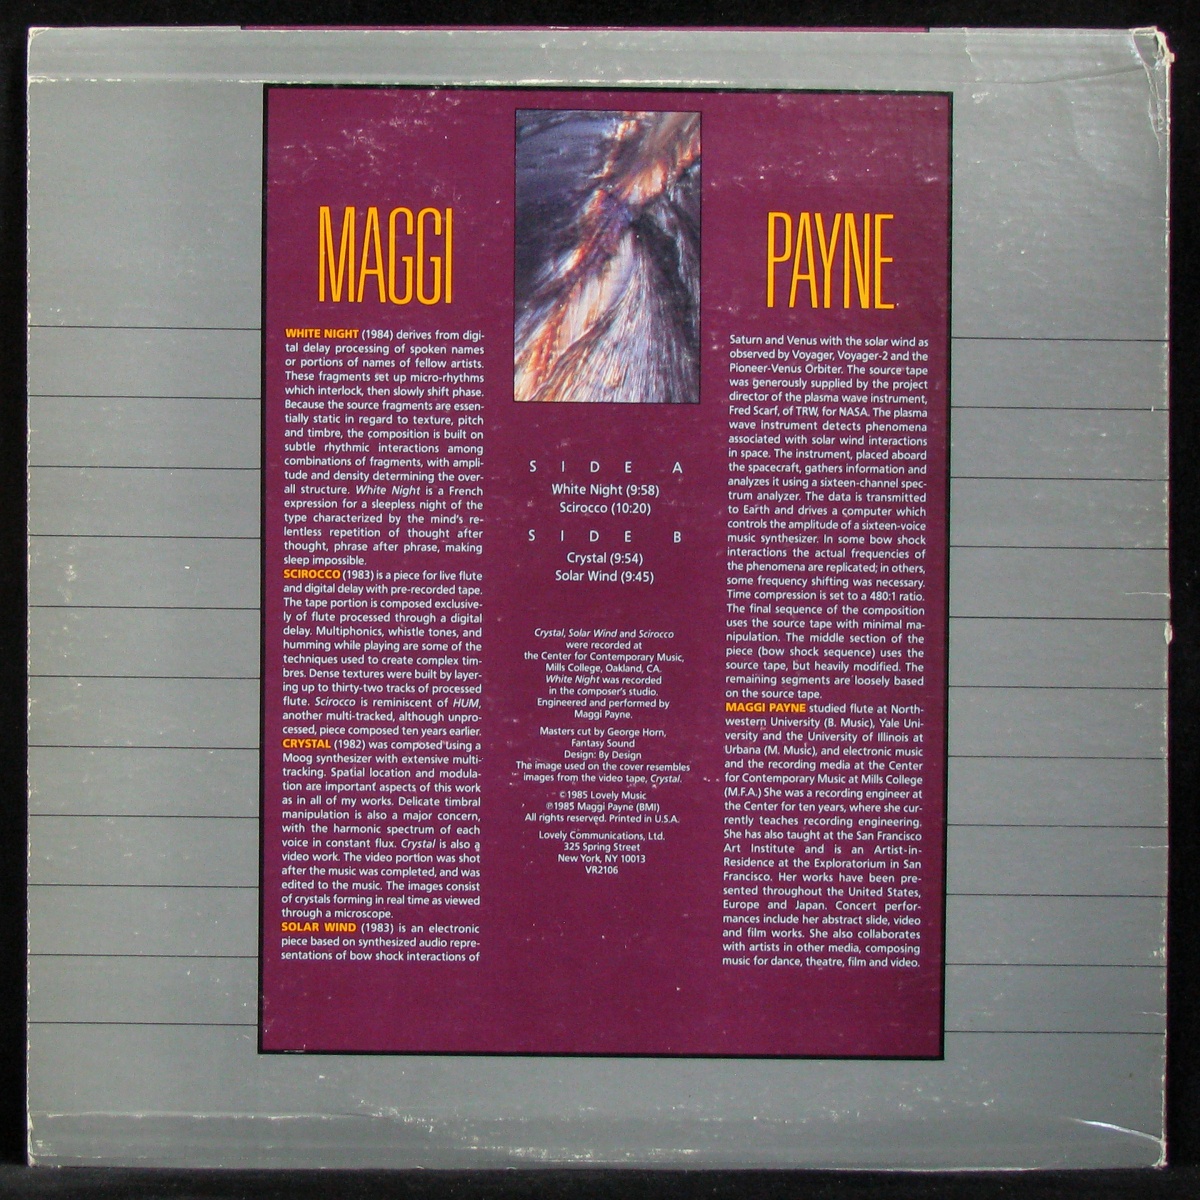 MAGGI
WHITE NIGHT (1984) derives from digi-
tal delay processing of spoken names
or portions of names of fellow artists.
These fragments set up micro-rhythms
which interlock, then slowly shift phase.
Because the source fragments are essen-
tially static in regard to texture, pitch
and timbre, the composition is built on
subtle rhythmic interactions among
combinations of fragments, with ampli-
tude and density determining the over-
all structure. White Night is a French
expression for a sleepless night of the
type characterized by the mind's re-
lentless repetition of thought after
thought, phrase after phrase, making
sleep impossible.
SCIROCCO (1983) is a piece for live flute
and digital delay with pre-recorded tape.
The tape portion is composed exclusive-
ly of flute processed through a digital
delay. Multiphonics, whistle tones, and
humming while playing are some of the
techniques used to create complex tim-
bres. Dense textures were built by layer-
ing up to thirty-two tracks of processed
flute. Scirocco is reminiscent of HUM,
another multi-tracked, although unpro-
cessed, piece composed ten years earlier.
CRYSTAL (1982) was composed using a
Moog synthesizer with extensive multi-
tracking. Spatial location and modula-
tion are important aspects of this work
as in all of my works. Delicate timbral
manipulation is also a major concern,
with the harmonic spectrum of each
voice in constant flux. Crystal is also a
video work. The video portion was shot
after the music was completed, and was
edited to the music. The images consist
of crystals forming in real time as viewed
through a microscope.
SOLAR WIND (1983) is an electronic
piece based on synthesized audio repre-
sentations of bow shock interactions of
SIDE A
White Night (9:58)
Scirocco (10:20)
SIDE B
Crystal (9:54)
Solar Wind (9:45)
Crystal, Solar Wind and Scirocco
were recorded at
the Center for Contemporary Music,
Mills College, Oakland, CA.
White Night was recorded
in the composer's studio.
Engineered and performed by
Maggi Payne.
Masters cut by George Horn,
Fantasy Sound
Design: By Design
The image used on the cover resembles
images from the video tape, Crystal.
©1985 Lovely Music
℗1985 Maggi Payne (BMI)
All rights reserved. Printed in U.S.A.
Lovely Communications, Ltd.
325 Spring Street
New York, NY 10013
VR2106
PAYNE
Saturn and Venus with the solar wind as
observed by Voyager, Voyager-2 and the
Pioneer-Venus Orbiter. The source tape
was generously supplied by the project
director of the plasma wave instrument,
Fred Scarf, of TRW, for NASA. The plasma
wave instrument detects phenomena
associated with solar wind interactions
in space. The instrument, placed aboard
the spacecraft, gathers information and
analyzes it using a sixteen-channel spec-
trum analyzer. The data is transmitted
to Earth and drives a computer which
controls the amplitude of a sixteen-voice
music synthesizer. In some bow shock
interactions the actual frequencies of
the phenomena are replicated; in others,
some frequency shifting was necessary.
Time compression is set to a 480:1 ratio.
The final sequence of the composition
uses the source tape with minimal ma-
nipulation. The middle section of the
piece (bow shock sequence) uses the
source tape, but heavily modified. The
remaining segments are loosely based
on the source tape.
MAGGI PAYNE studied flute at North-
western University (B. Music), Yale Uni-
versity and the University of Illinois at
Urbana (M. Music), and electronic music
and the recording media at the Center
for Contemporary Music at Mills College
(M.F.A.) She was a recording engineer at
the Center for ten years, where she cur-
rently teaches recording engineering.
She has also taught at the San Francisco
Art Institute and is an Artist-in-
Residence at the Exploratorium in San
Francisco. Her works have been pre-
sented throughout the United States,
Europe and Japan. Concert perfor-
mances include her abstract slide, video
and film works. She also collaborates
with artists in other media, composing
music for dance, theatre, film and video.